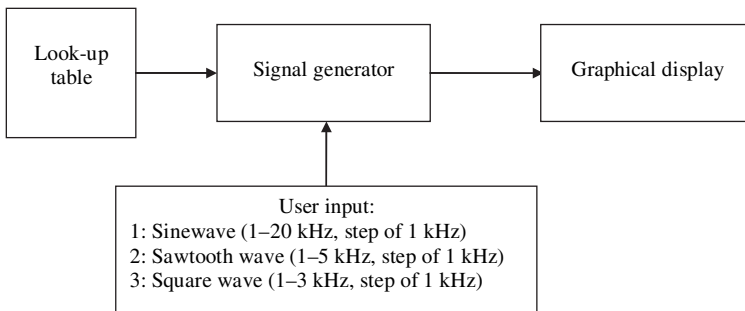 Look-up
table
Signal generator
Graphical display
User input:
1: Sinewave (1–20 kHz, step of 1 kHz)
2: Sawtooth wave (1–5 kHz, step of 1 kHz)
3: Square wave (1–3 kHz, step of 1 kHz)